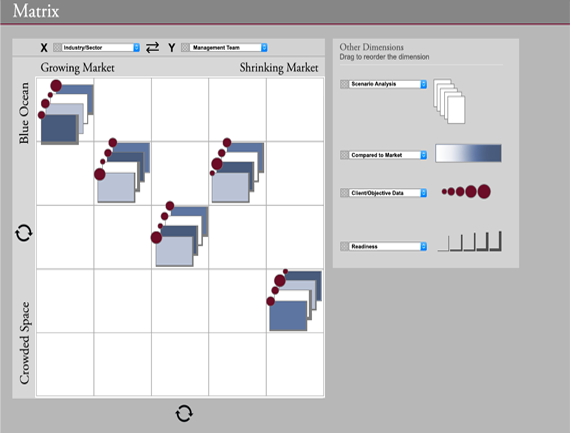 Matrix
X Industry/Sector Y Management Team
Growing Market Shrinking Market
Blue Ocean
Crowded Space
Other Dimensions
Drag to reorder the dimension
Scenario Analysis
Compared to Market
Client/Objective Data
Readiness